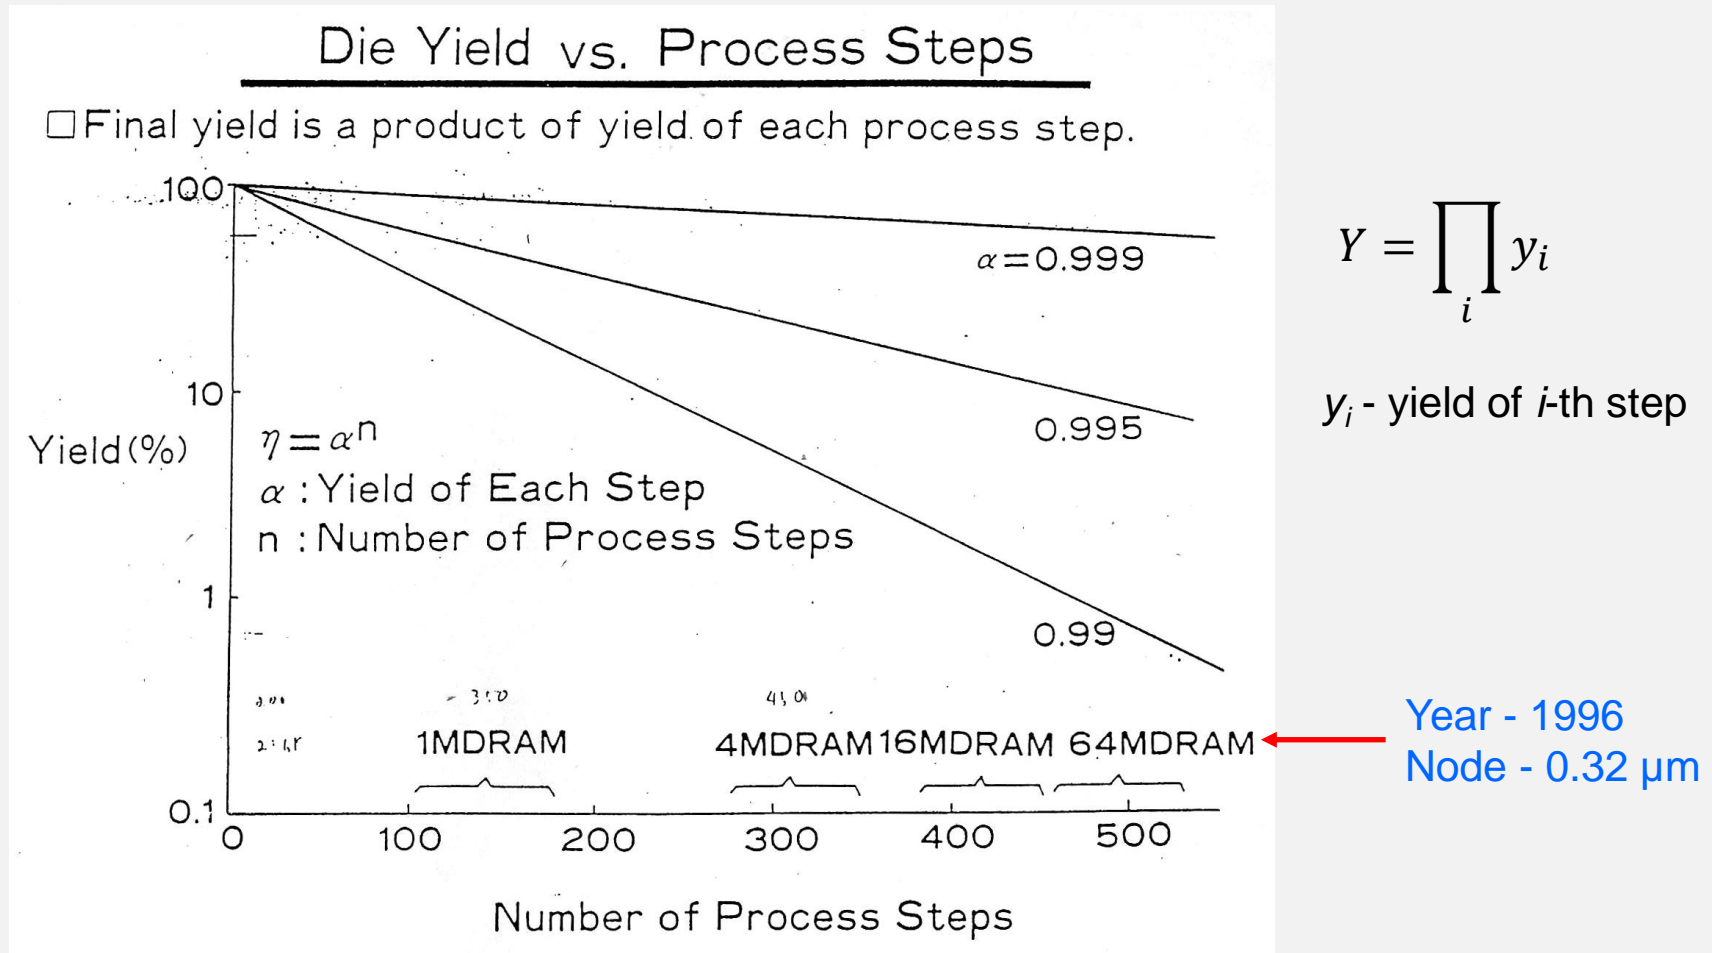 Die Yield vs. Process Steps
□Final yield is a product of yield of each process step.
100
10
1
0.1
Yield(%)
α=0.999
0.995
0.99
η=αⁿ
α : Yield of Each Step
n : Number of Process Steps
1MDRAM 4MDRAM 16MDRAM 64MDRAM
0 100 200 300 400 500
Number of Process Steps
Y = ∏ yᵢ
i
yᵢ - yield of i-th step
Year - 1996
Node - 0.32 µm